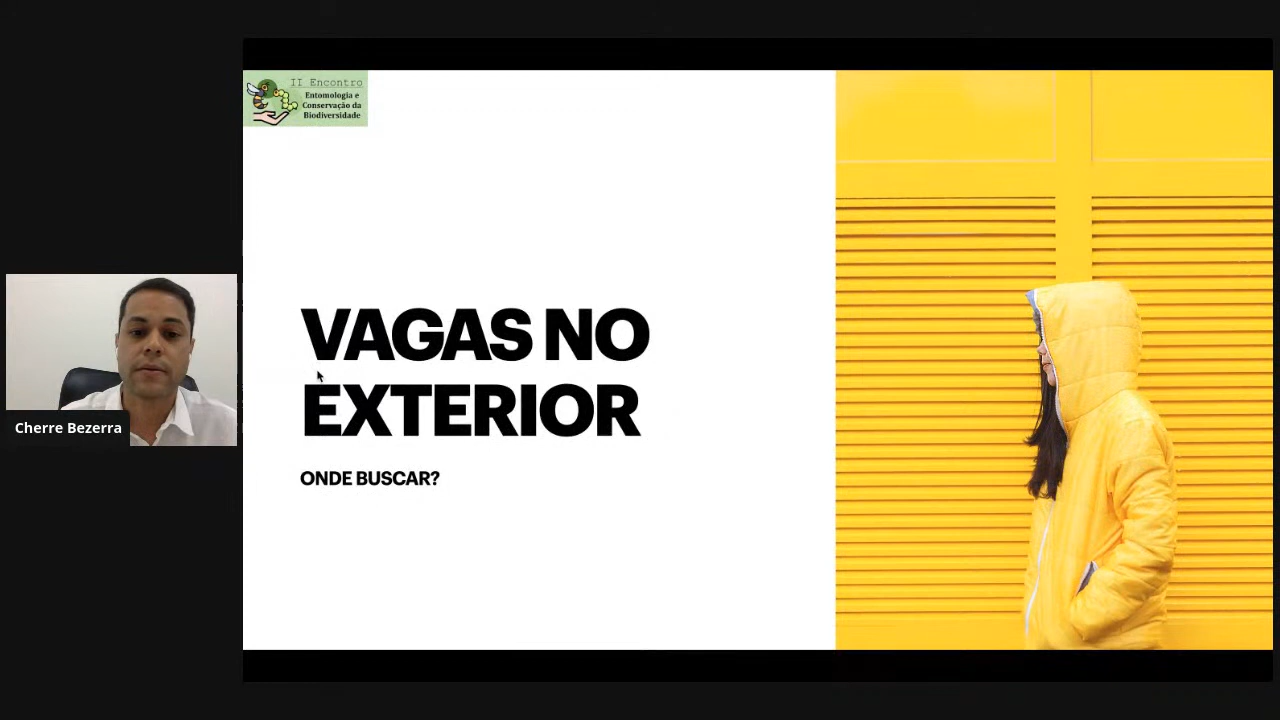 II Encontro
Entomologia e
Conservação da
Biodiversidade
VAGAS NO
EXTERIOR
ONDE BUSCAR?
Cherre Bezerra